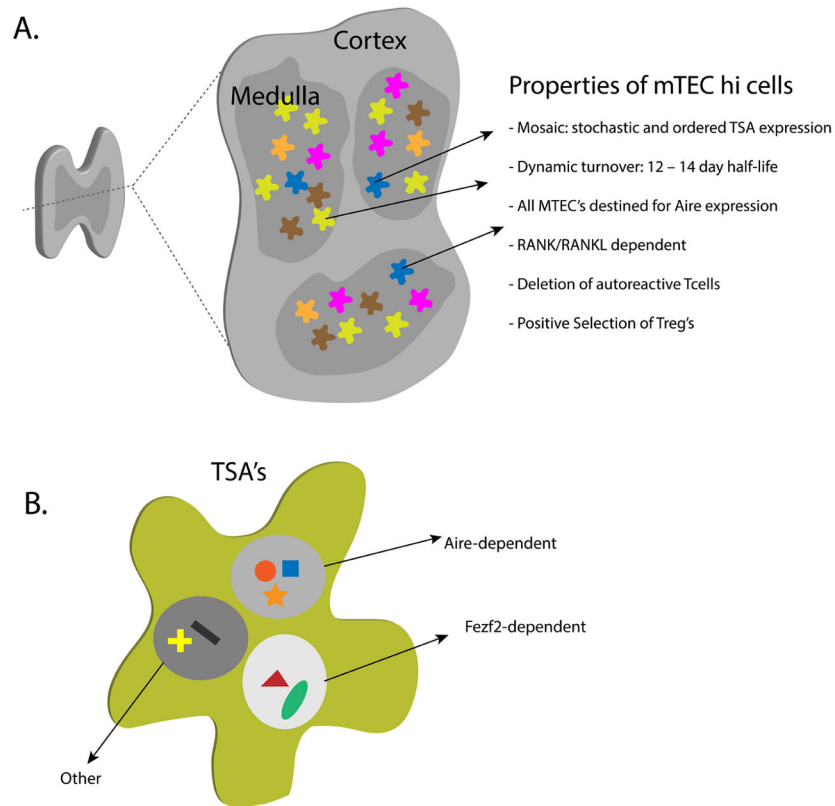 A.
Cortex
Medulla
Properties of mTEC hi cells
- Mosaic: stochastic and ordered TSA expression
- Dynamic turnover: 12 – 14 day half-life
- All MTEC's destined for Aire expression
- RANK/RANKL dependent
- Deletion of autoreactive Tcells
- Positive Selection of Treg's
B.
TSA's
Aire-dependent
Fezf2-dependent
Other